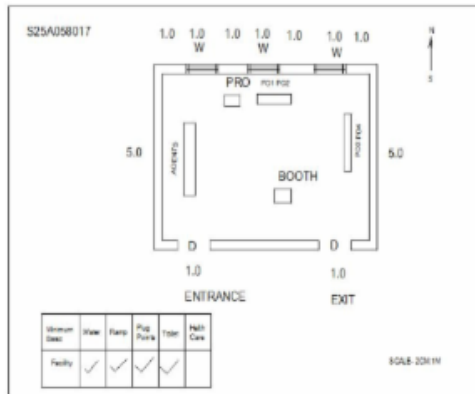 S25A058017
1.0 1.0 1.0 1.0 1.0 1.0 1.0
W W W
N
S
PRO PO1 PO2
AGENTS
PO3 PO4
5.0
5.0
BOOTH
D D
1.0 1.0
ENTRANCE EXIT
Minimum Basic Water Ramp Plug Points Toilet Helth Care
Facility
SCALE- 2CM:1M